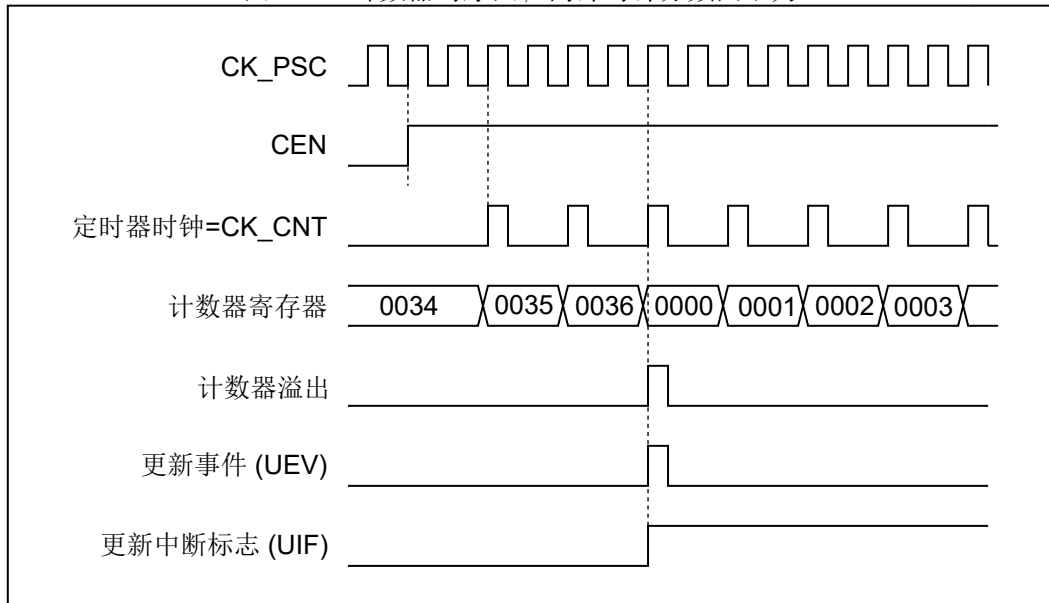 CK_PSC
CEN
定时器时钟=CK_CNT
计数器寄存器 0034 0035 0036 0000 0001 0002 0003
计数器溢出
更新事件 (UEV)
更新中断标志 (UIF)